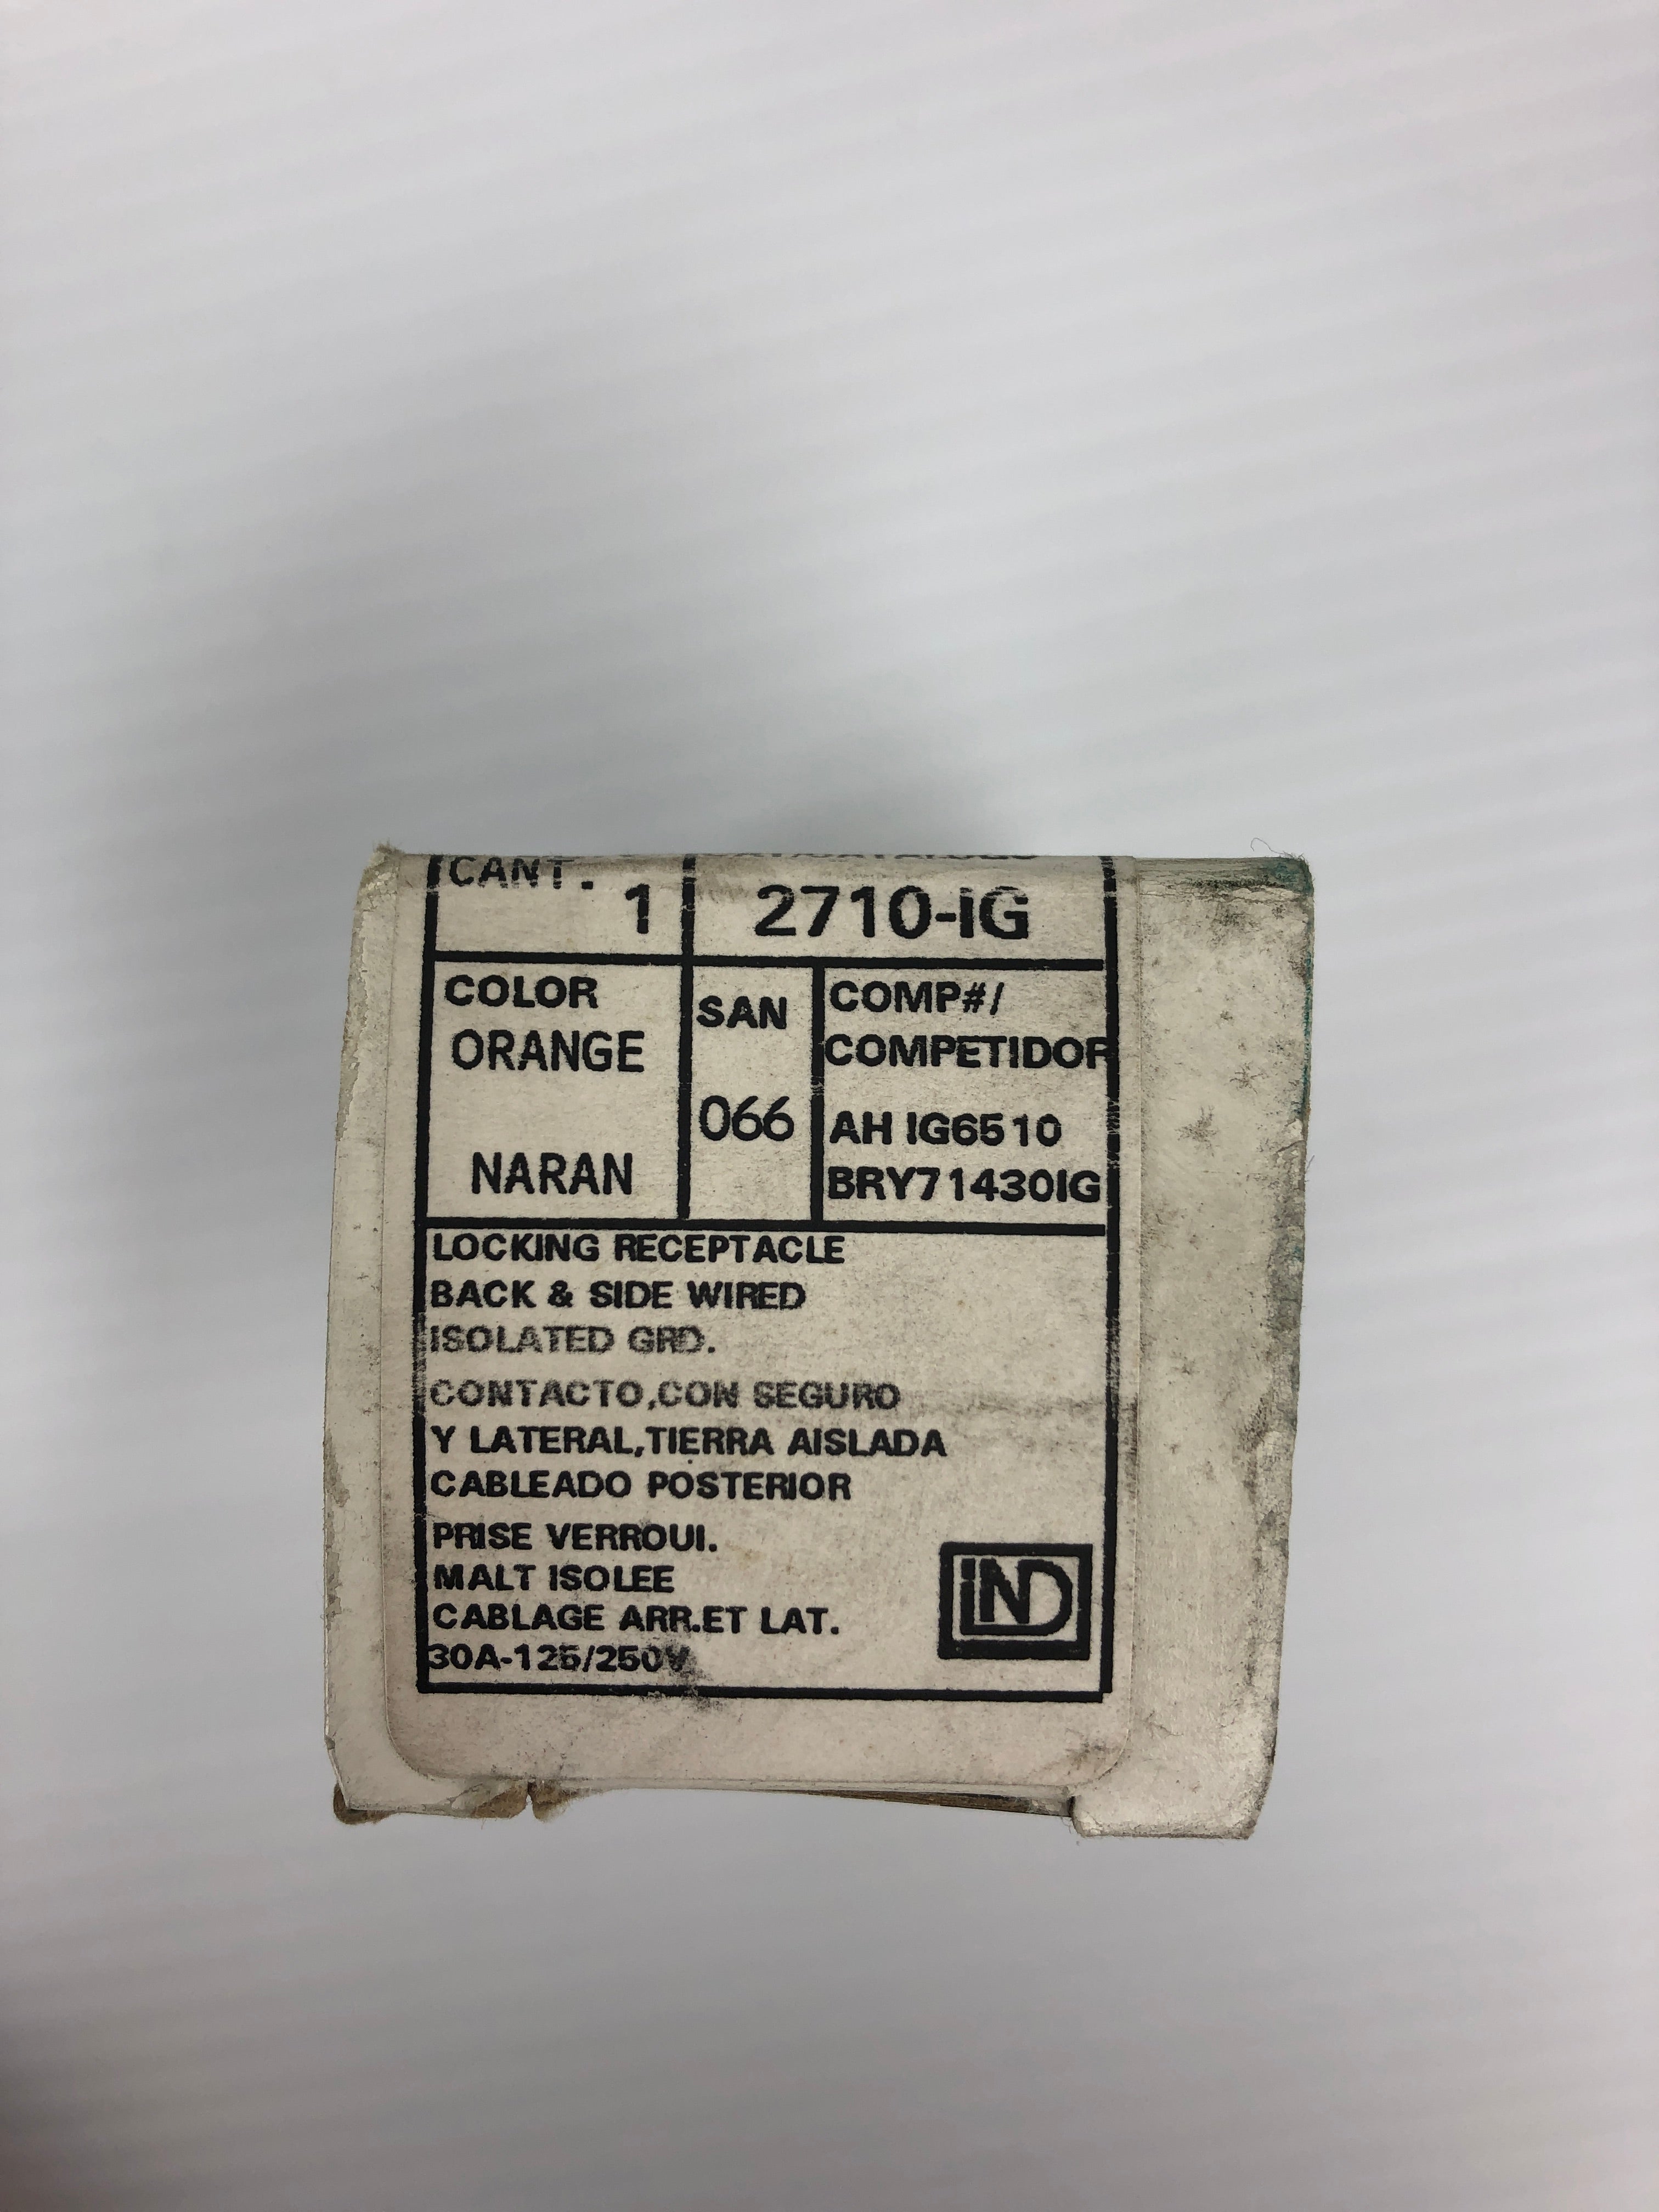 CANT.
1
2710-IG
COLOR
ORANGE
NARAN
SAN
066
COMP#/
COMPETIDOR
AH IG6510
BRY71430IG
LOCKING RECEPTACLE
BACK & SIDE WIRED
ISOLATED GRD.
CONTACTO,CON SEGURO
Y LATERAL,TIERRA AISLADA
CABLEADO POSTERIOR
PRISE VERROUI.
MALT ISOLEE
CABLAGE ARR.ET LAT.
30A-125/250V
IND